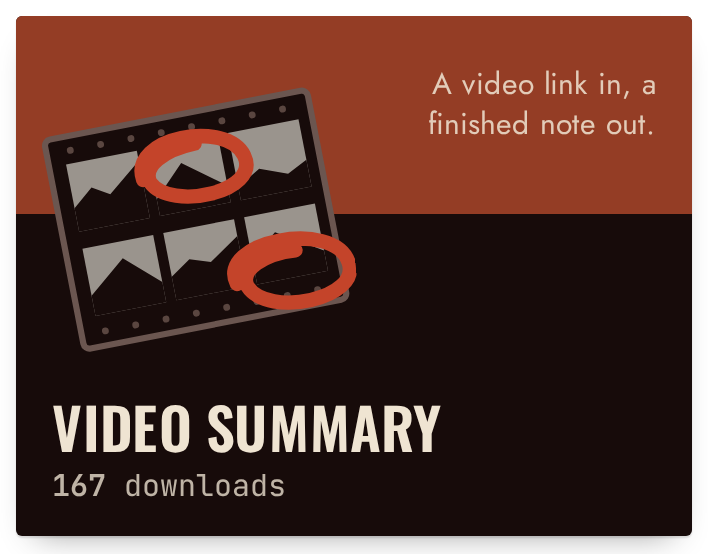 A video link in, a
finished note out.
VIDEO SUMMARY
167 downloads